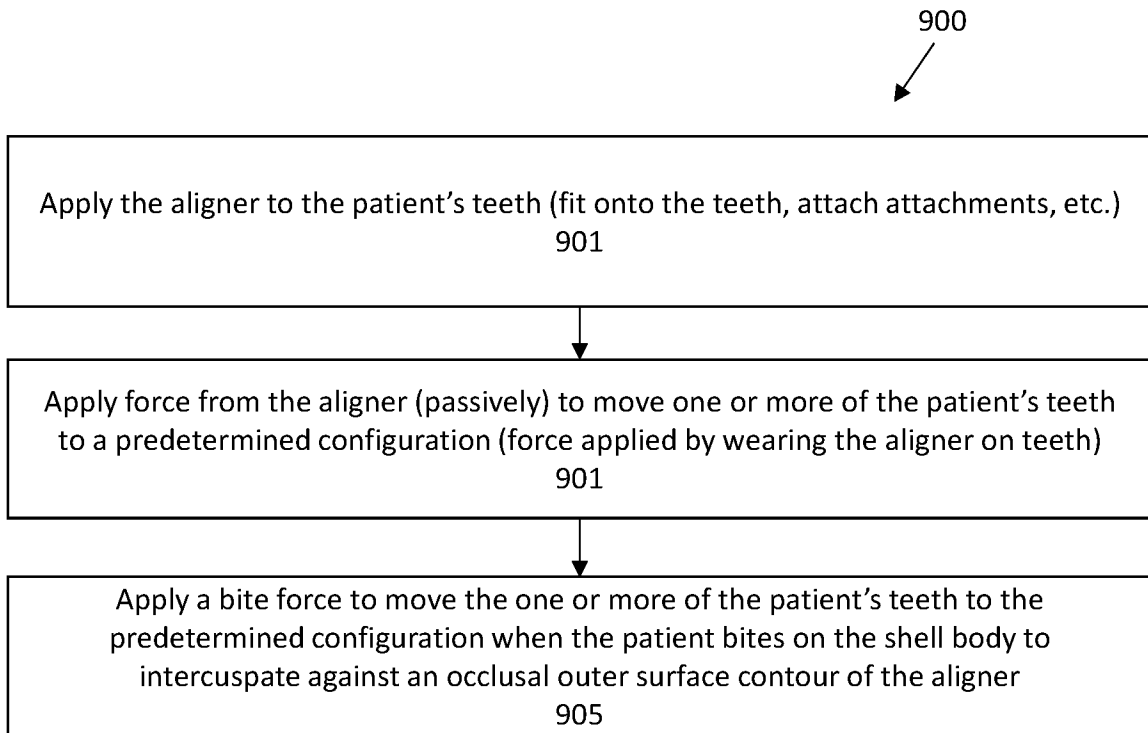 900
Apply the aligner to the patient's teeth (fit onto the teeth, attach attachments, etc.)
901
Apply force from the aligner (passively) to move one or more of the patient's teeth
to a predetermined configuration (force applied by wearing the aligner on teeth)
901
Apply a bite force to move the one or more of the patient's teeth to the
predetermined configuration when the patient bites on the shell body to
intercuspate against an occlusal outer surface contour of the aligner
905